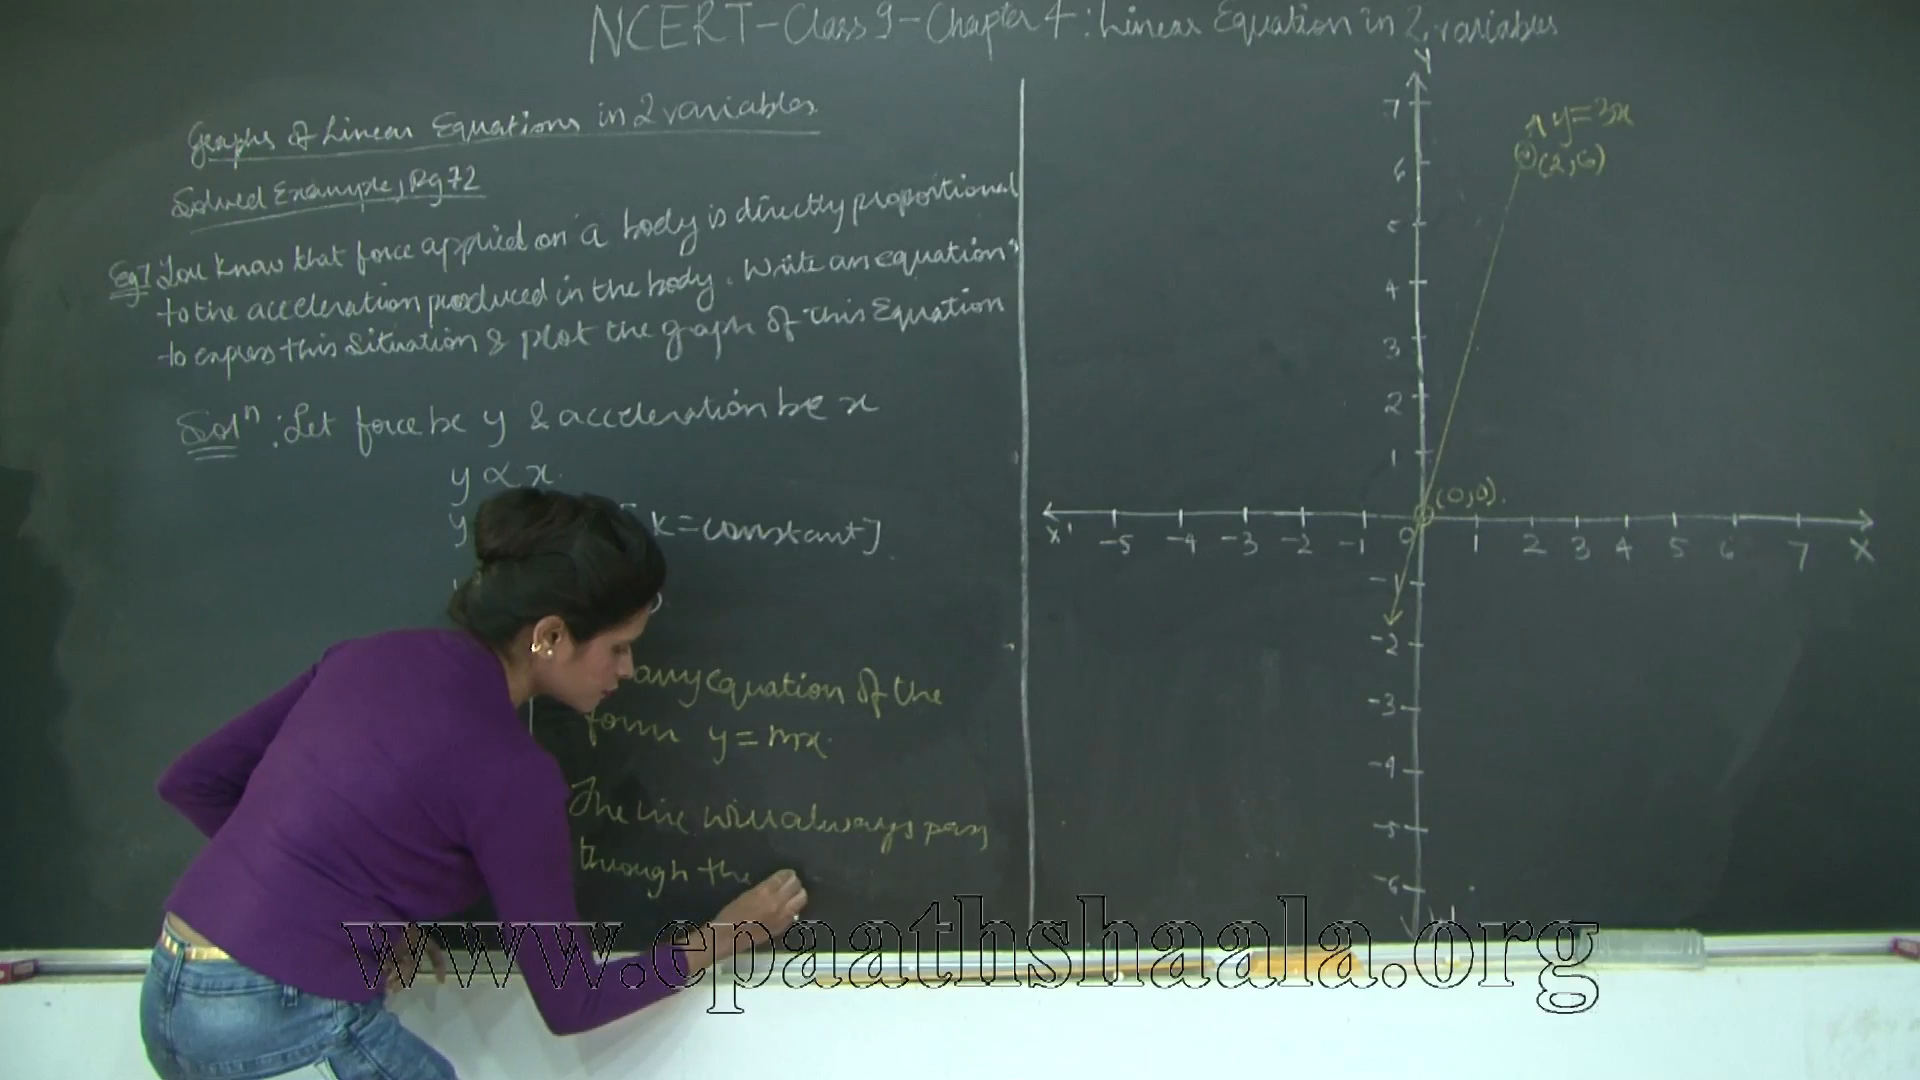 NCERT-Class 9-Chapter 4: Linear Equation in 2 variables
Graphs of Linear Equations in 2 variables
Solved Example, Pg 72
Eg7 You know that force applied on a body is directly proportional
to the acceleration produced in the body. Write an equation
to express this situation & plot the graph of this Equation
Solⁿ: Let force be y & acceleration be x
y ∝ x.
y
k = constant]
any equation of the
form y = mx.
The line will always pass
through the
Y
7
y = 3x
6 (2,6)
5
4
3
2
1
(0,0).
X' -5 -4 -3 -2 -1 0 1 2 3 4 5 6 7 X
-1
-2
-3
-4
-5
-6
www.epaathshaala.org